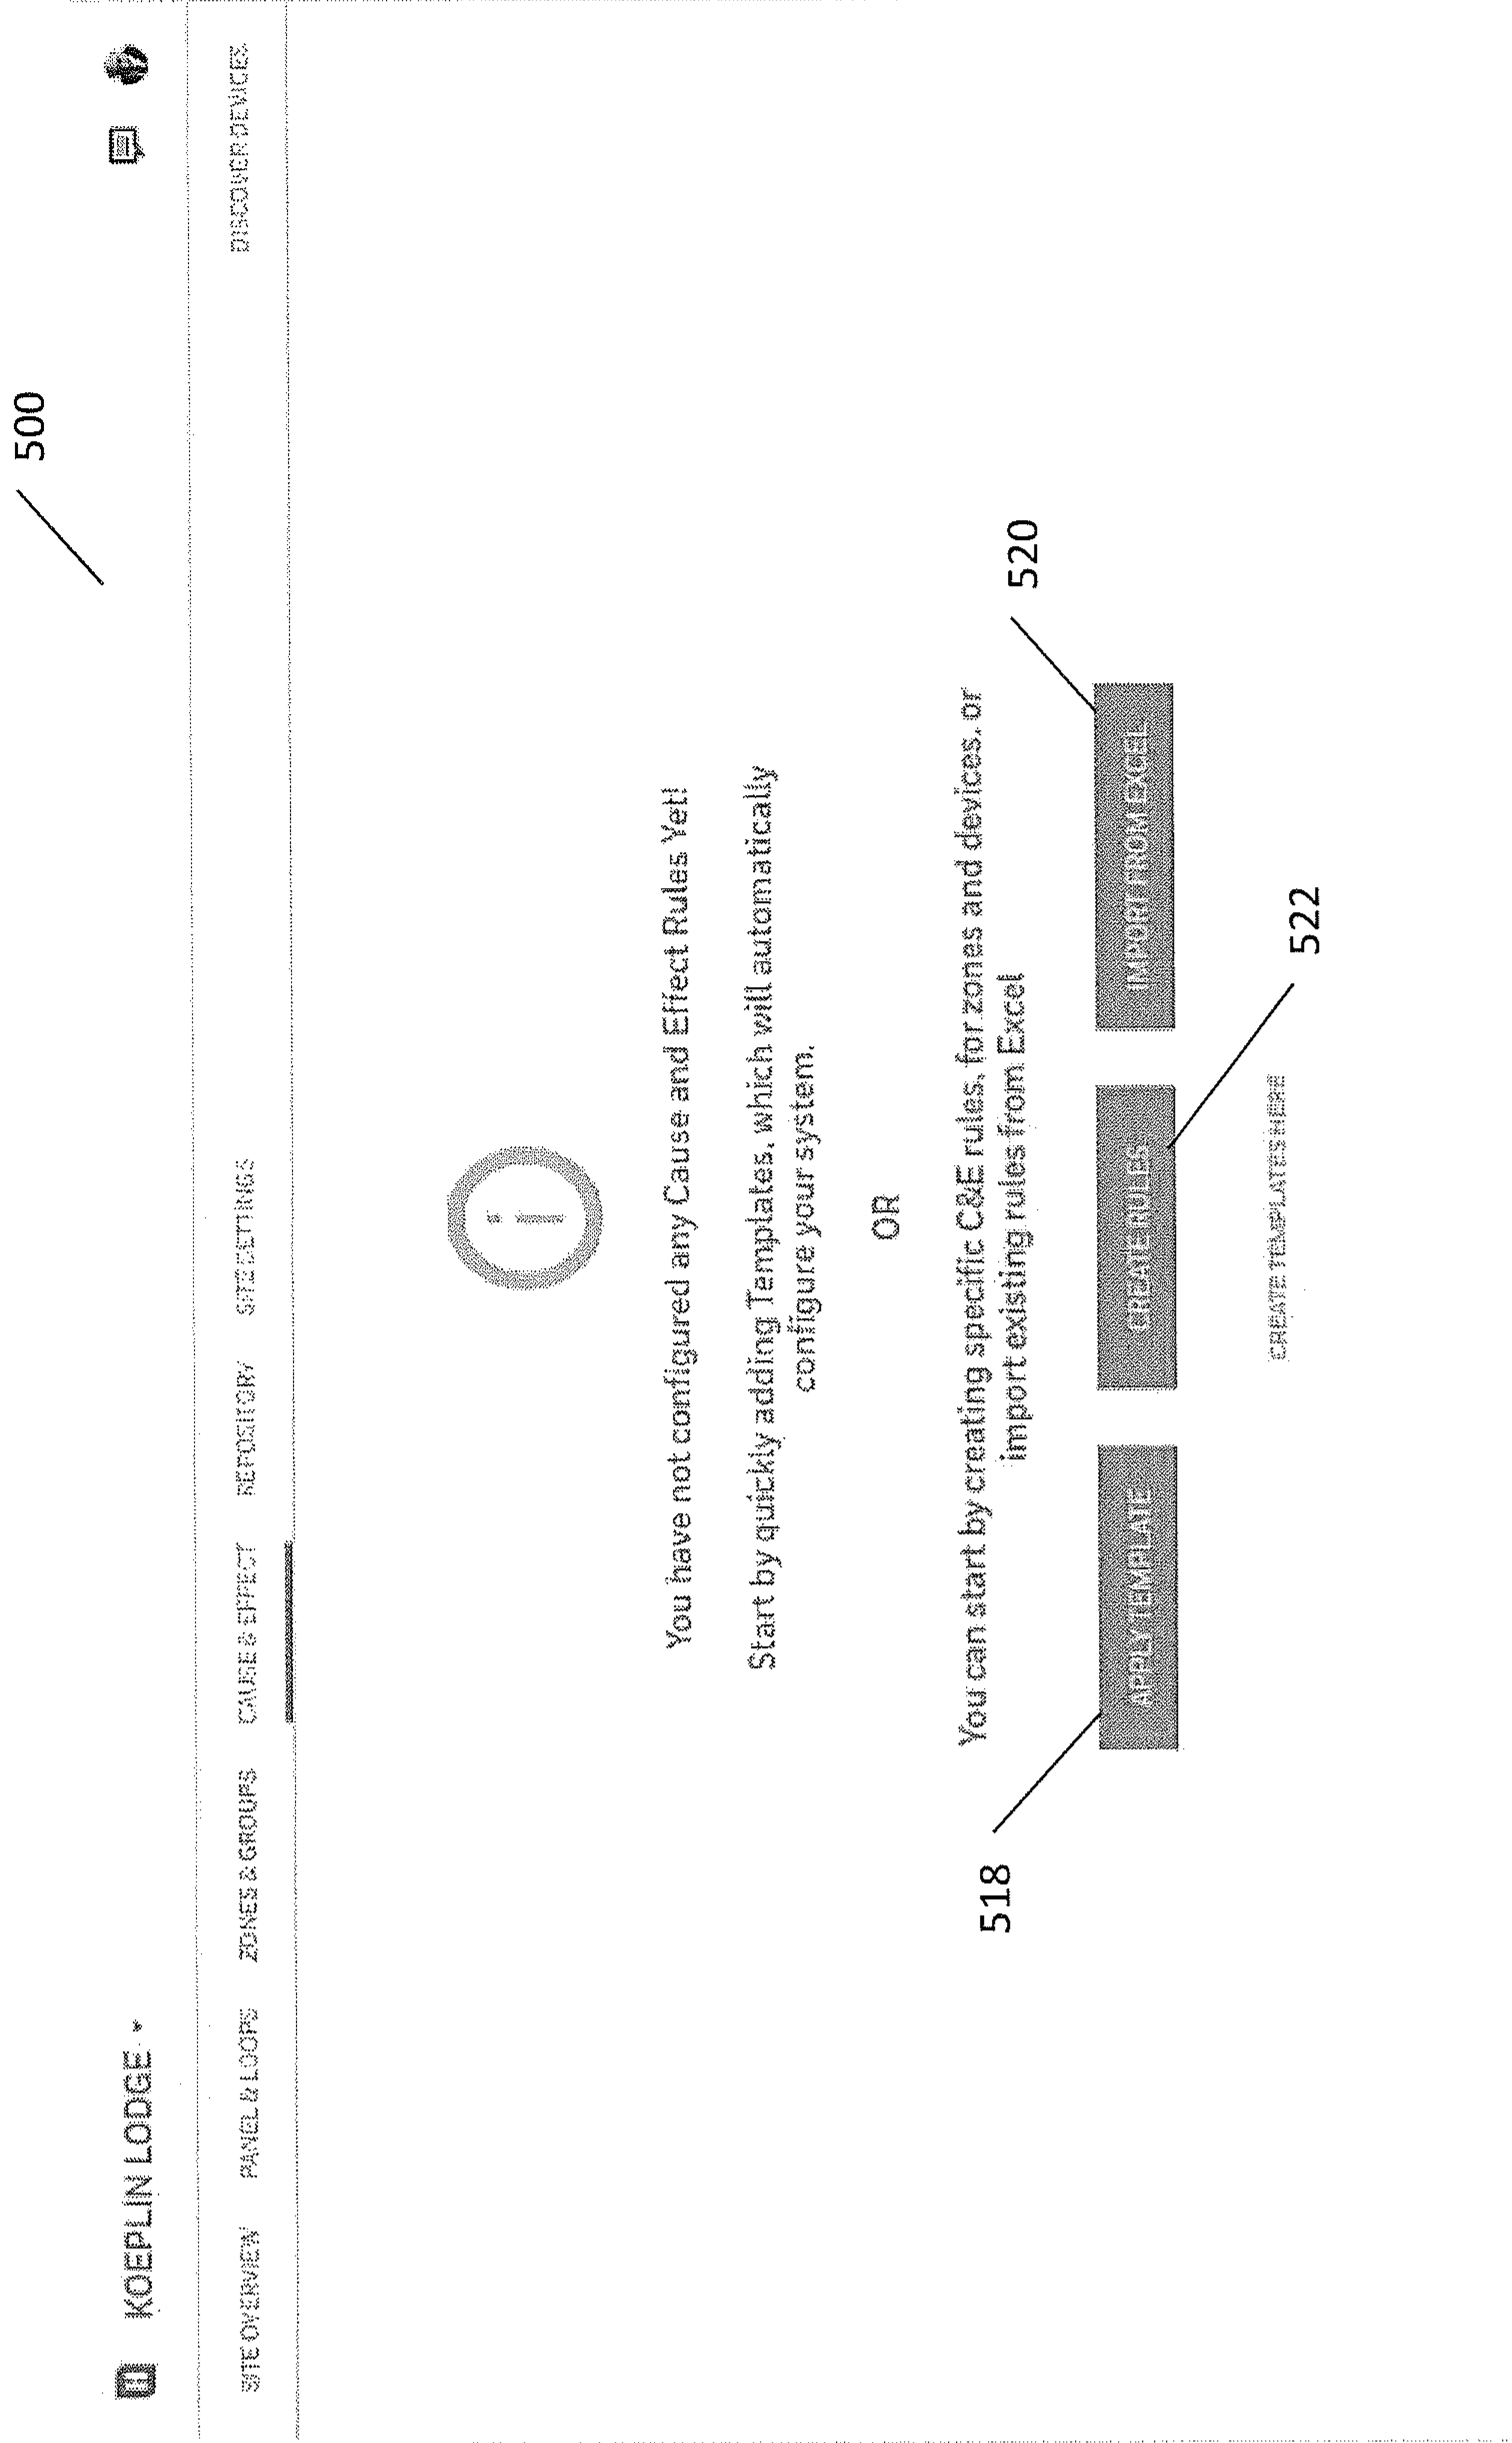 500
KOEPLIN LODGE
SITE OVERVIEW PANEL & LOOPS ZONES & GROUPS CAUSE & EFFECT REPOSITORY SITE SETTINGS DISCOVER DEVICES
i
You have not configured any Cause and Effect Rules Yet!
Start by quickly adding Templates, which will automatically
configure your system.
OR
You can start by creating specific C&E rules, for zones and devices, or
import existing rules from Excel
518
520
APPLY TEMPLATE CREATE RULES IMPORT FROM EXCEL
522
CREATE TEMPLATES HERE